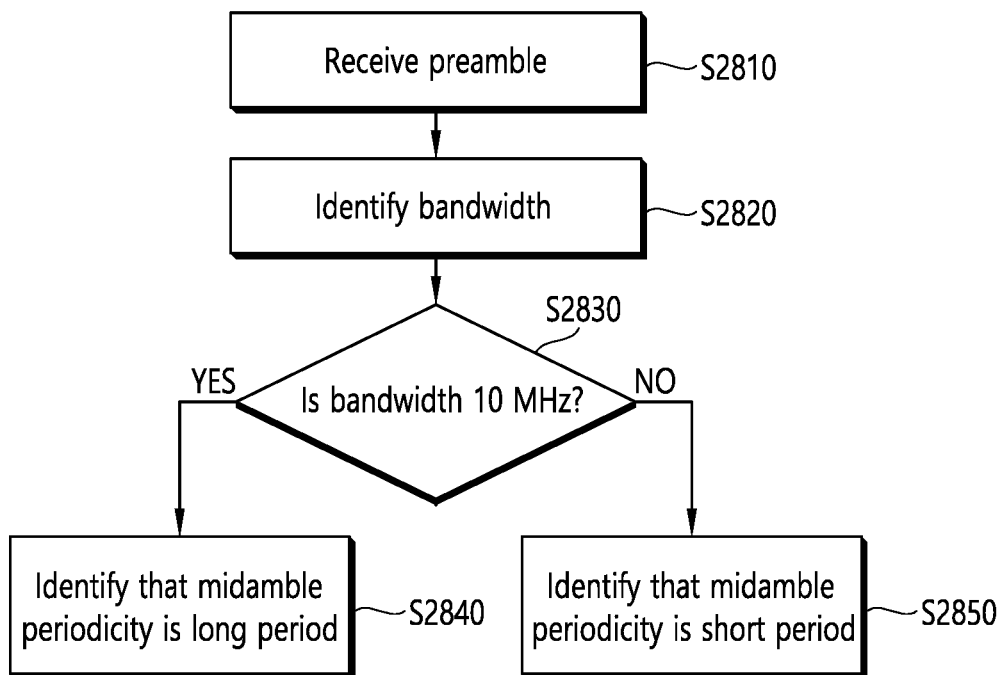 Receive preamble
S2810
Identify bandwidth
S2820
S2830
YES
Is bandwidth 10 MHz?
NO
Identify that midamble
periodicity is long period
S2840
Identify that midamble
periodicity is short period
S2850